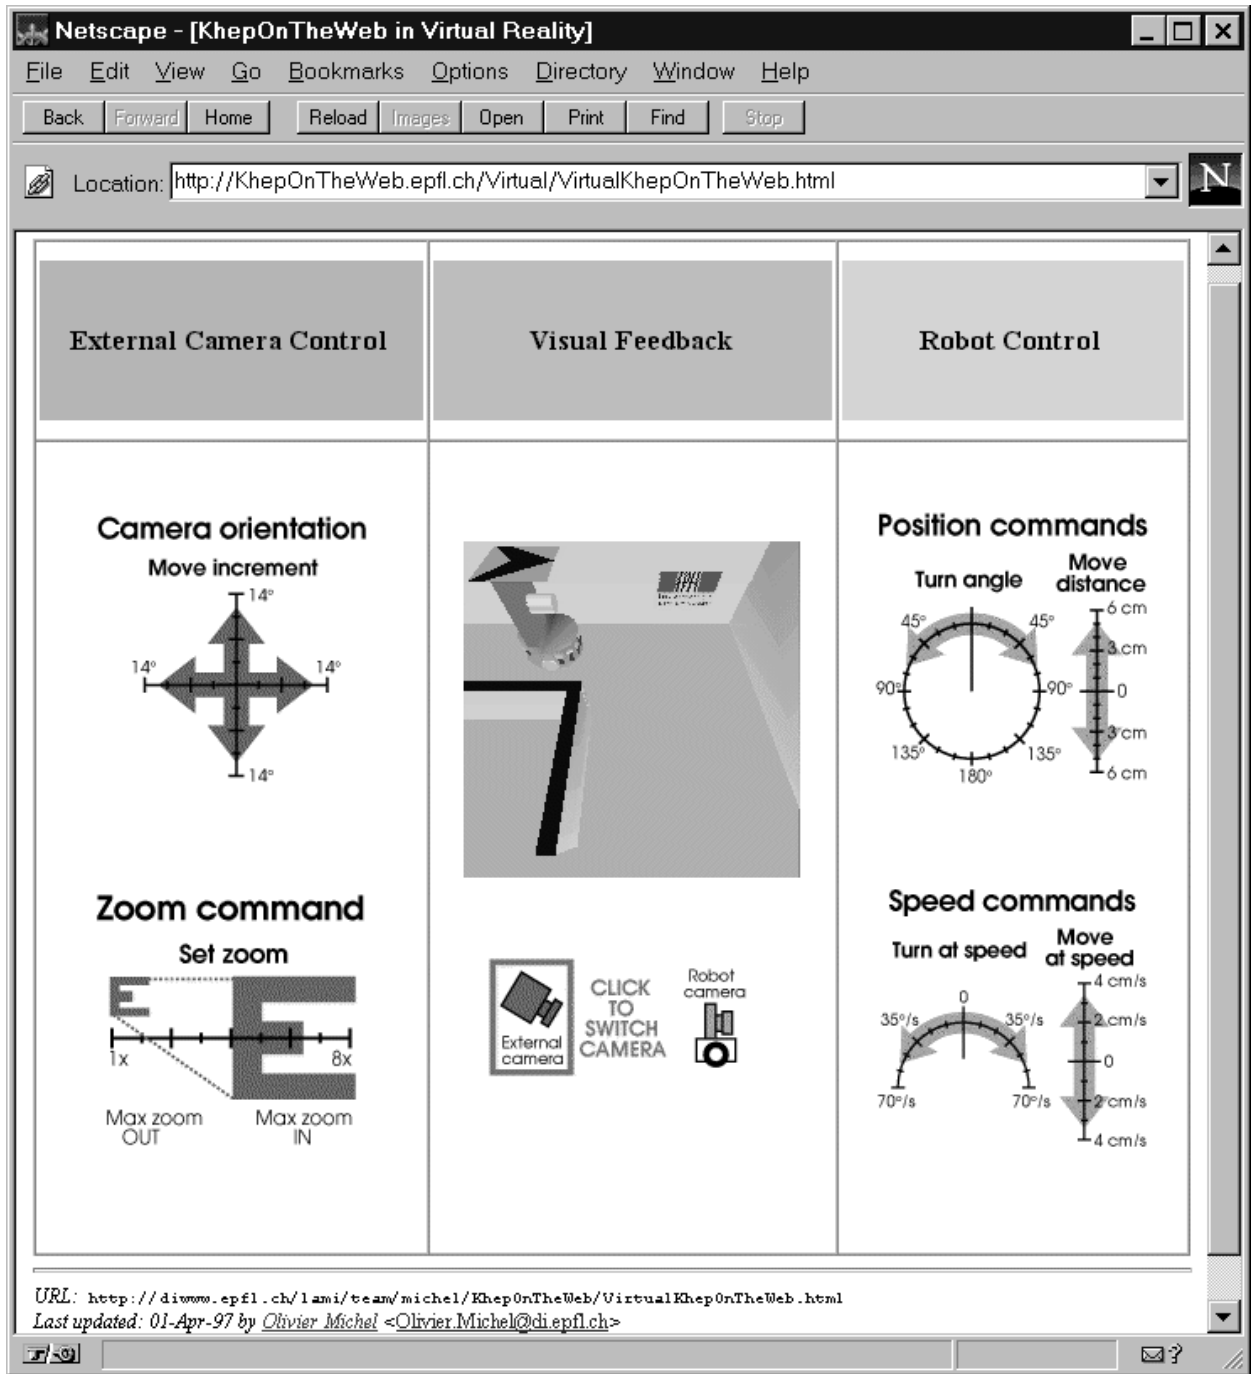 Netscape - [KhepOnTheWeb in Virtual Reality]
File Edit View Go Bookmarks Options Directory Window Help
Back Forward Home Reload Images Open Print Find Stop
Location: http://KhepOnTheWeb.epfl.ch/Virtual/VirtualKhepOnTheWeb.html
N
External Camera Control
Visual Feedback
Robot Control
Camera orientation
Move increment
14°
14° 14°
14°
Zoom command
Set zoom
1x 8x
Max zoom OUT
Max zoom IN
External camera
CLICK
TO
SWITCH
CAMERA
Robot camera
Position commands
Turn angle
45° 45°
90° 90°
135° 135°
180°
Move
distance
6 cm
3 cm
0
3 cm
6 cm
Speed commands
Turn at speed
0
35°/s 35°/s
70°/s 70°/s
Move
at speed
4 cm/s
2 cm/s
0
2 cm/s
4 cm/s
URL: http://diwww.epfl.ch/lami/team/michel/KhepOnTheWeb/VirtualKhepOnTheWeb.html
Last updated: 01-Apr-97 by Olivier Michel <Olivier.Michel@di.epfl.ch>